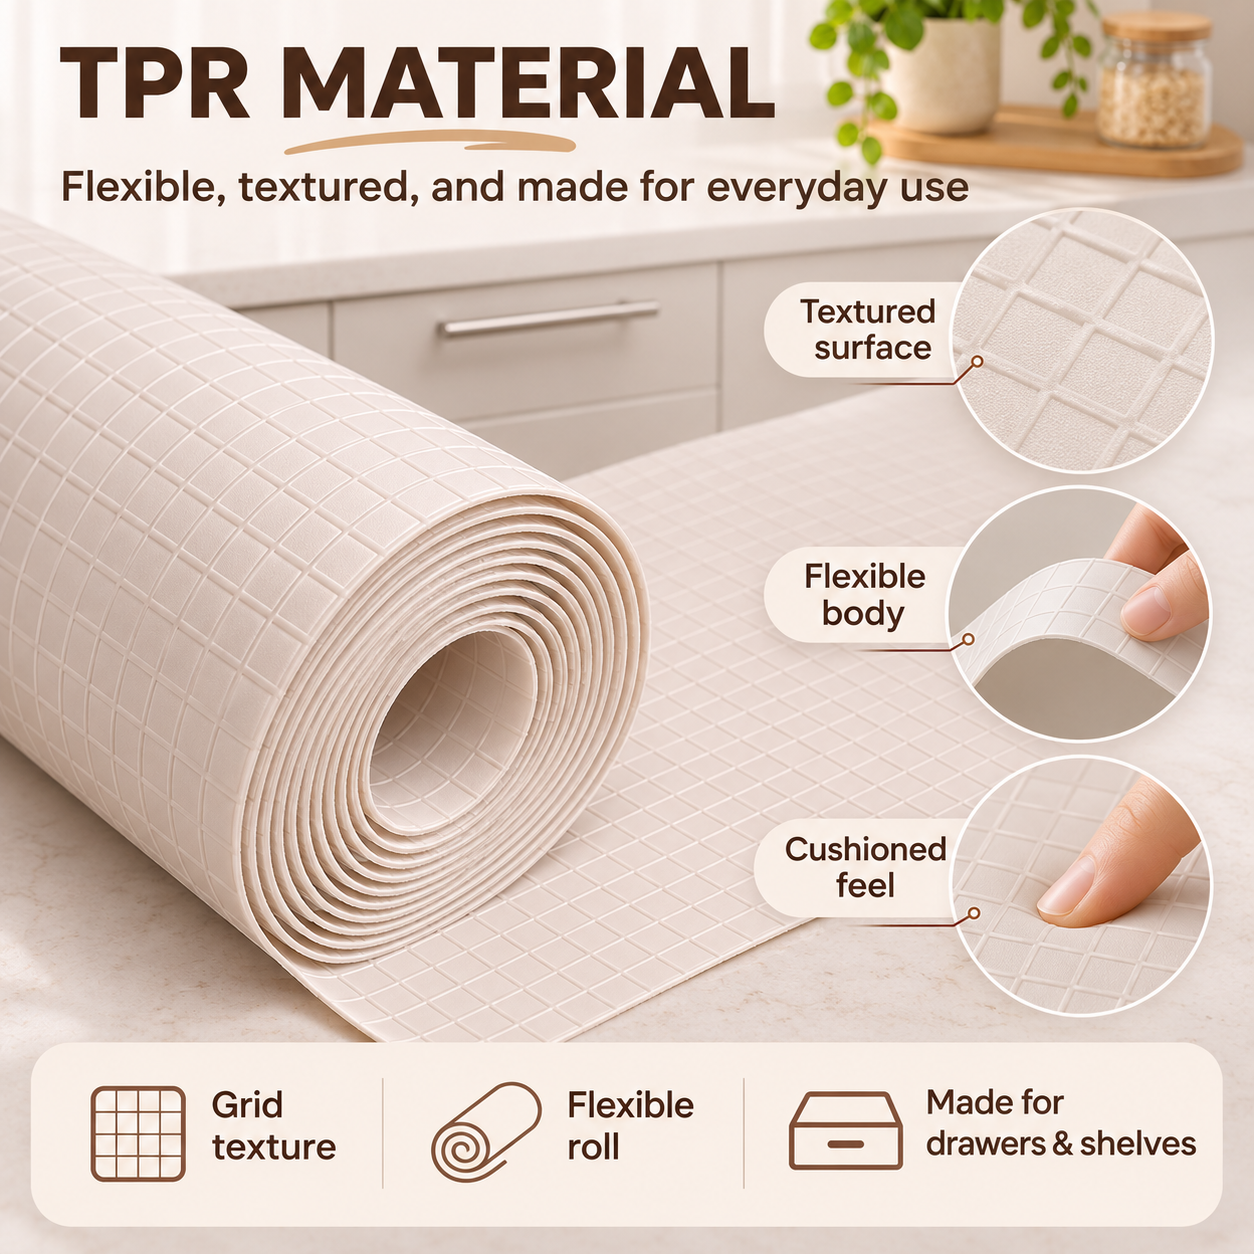 TPR MATERIAL
Flexible, textured, and made for everyday use
Textured
surface
Flexible
body
Cushioned
feel
Grid
texture
Flexible
roll
Made for
drawers & shelves